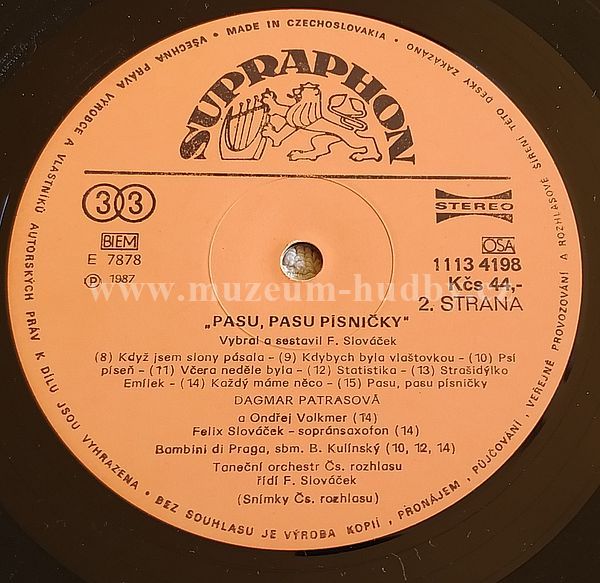 VŠECHNA PRÁVA VÝROBCE A VLASTNÍKŮ AUTORSKÝCH PRÁV K DÍLU JSOU VYHRAZENA • BEZ SOUHLASU JE VÝROBA KOPIÍ, PRONÁJEM, PŮJČOVÁNÍ, VEŘEJNÉ PROVOZOVÁNÍ A ROZHLASOVÉ ŠÍŘENÍ TÉTO DESKY ZAKÁZÁNO • MADE IN CZECHOSLOVAKIA •
SUPRAPHON
33
STEREO
BIEM
OSA
E 7878
1113 4198
Ⓟ 1987
Kčs 44,-
www.muzeum-hudby.cz
2. STRANA
„PASU, PASU PÍSNIČKY"
Vybral a sestavil F. Slováček
(8) Když jsem slony pásala – (9) Kdybych byla vlaštovkou – (10) Psí
píseň – (11) Včera neděle byla – (12) Statistika – (13) Strašidýlko
Emílek – (14) Každý máme něco – (15) Pasu, pasu písničky
DAGMAR PATRASOVÁ
a Ondřej Volkmer (14)
Felix Slováček - sopránsaxofon (14)
Bambini di Praga, sbm. B. Kulínský (10, 12, 14)
Taneční orchestr Čs. rozhlasu
řídí F. Slováček
(Snímky Čs. rozhlasu)